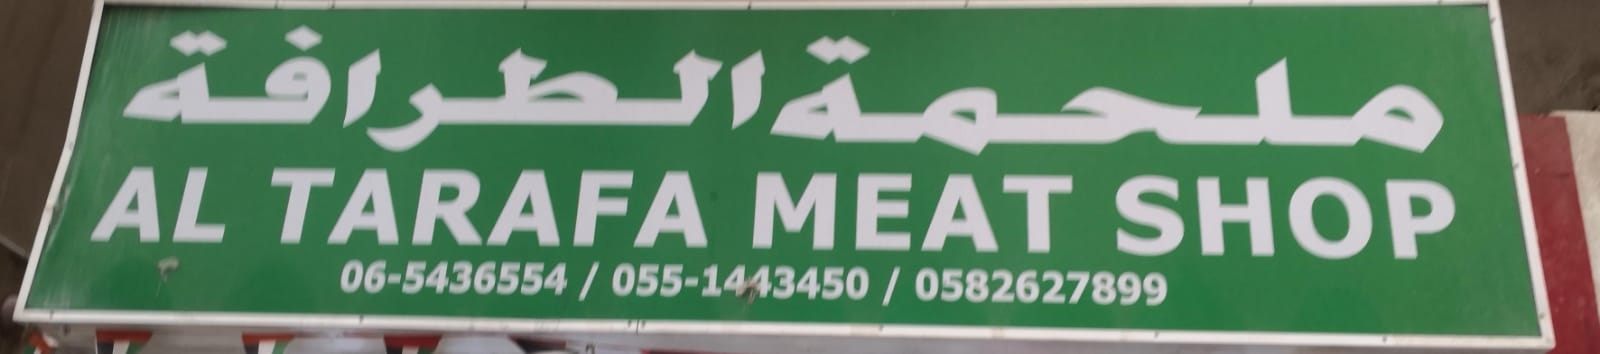 ملحمة الطرافة
AL TARAFA MEAT SHOP
06-5436554 / 055-1443450 / 0582627899